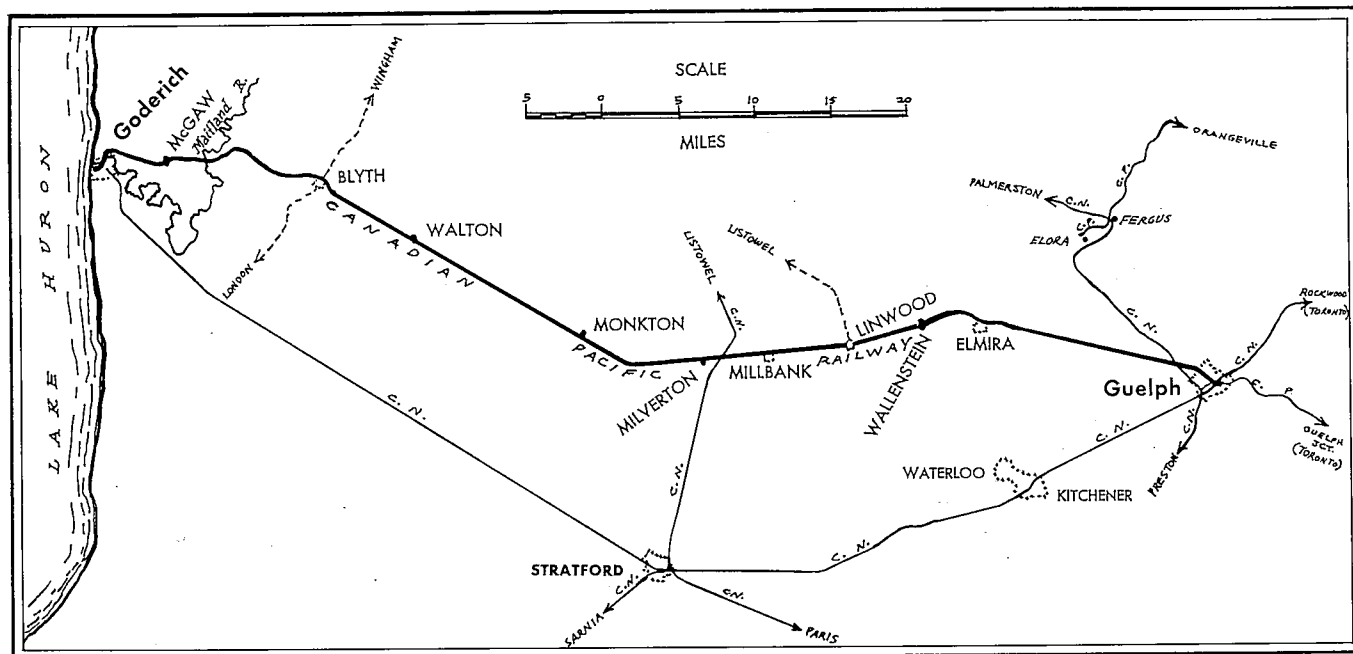 SCALE
5 0 5 10 15 20
MILES
LAKE HURON
Goderich
McGAW
Maitland R.
WINGHAM
BLYTH
LONDON
CANADIAN
WALTON
MONKTON
PACIFIC
LISTOWEL
C.N.
LISTOWEL
MILVERTON
MILLBANK
RAILWAY
LINWOOD
WALLENSTEIN
ELMIRA
PALMERSTON
C.N.
C.P.
ORANGEVILLE
C.P.
FERGUS
ELORA
C. N.
ROCKWOOD
(TORONTO)
C. N.
Guelph
C. P.
GUELPH
JCT.
(TORONTO)
C.N.
PRESTON
C. N.
WATERLOO
KITCHENER
C. N.
C. N.
C.N.
STRATFORD
C.N.
SARNIA
C.N.
PARIS